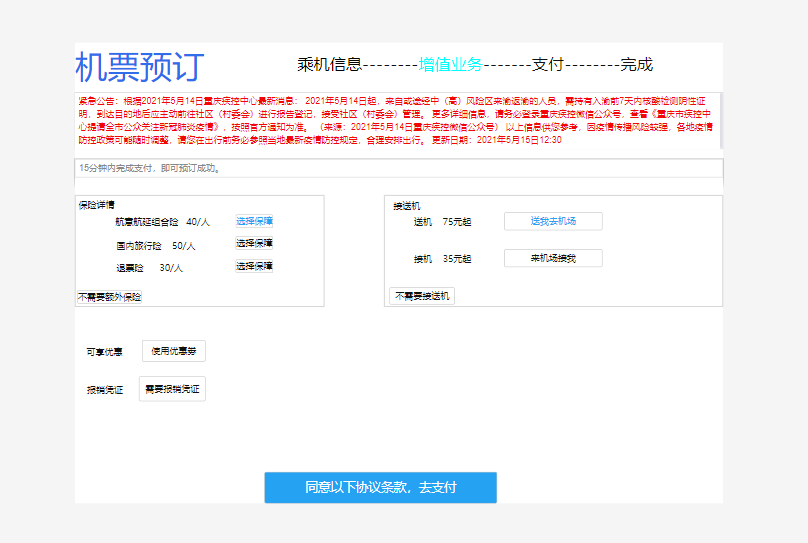 机票预订
乘机信息--------增值业务-------支付--------完成
紧急公告：根据2021年5月14日重庆疾控中心最新消息： 2021年5月14日起，来自或途经中（高）风险区来渝返渝的人员，需持有入渝前7天内核酸检测阴性证
明，到达目的地后应主动前往社区（村委会）进行报告登记，接受社区（村委会）管理。 更多详细信息，请务必登录重庆疾控微信公众号，查看《重庆市疾控中
心提请全市公众关注新冠肺炎疫情》，按照官方通知为准。 （来源：2021年5月14日重庆疾控微信公众号） 以上信息供您参考，因疫情传播风险较强，各地疫情
防控政策可能随时调整，请您在出行前务必参照当地最新疫情防控规定，合理安排出行。 更新日期：2021年5月15日12:30
15分钟内完成支付，即可预订成功。
保险详情
航意航延组合险 40/人 选择保障
国内旅行险 50/人 选择保障
退票险 30/人 选择保障
不需要额外保险
接送机
送机 75元起 送我去机场
接机 35元起 来机场接我
不需要接送机
可享优惠 使用优惠券
报销凭证 需要报销凭证
同意以下协议条款，去支付